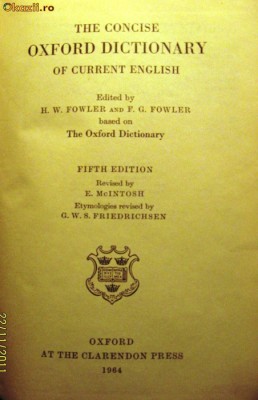 Okazii.ro
THE CONCISE
OXFORD DICTIONARY
OF CURRENT ENGLISH
Edited by
H. W. FOWLER AND F. G. FOWLER
based on
The Oxford Dictionary
FIFTH EDITION
Revised by
E. McINTOSH
Etymologies revised by
G. W. S. FRIEDRICHSEN
OXFORD
AT THE CLARENDON PRESS
1964
22/11/2011